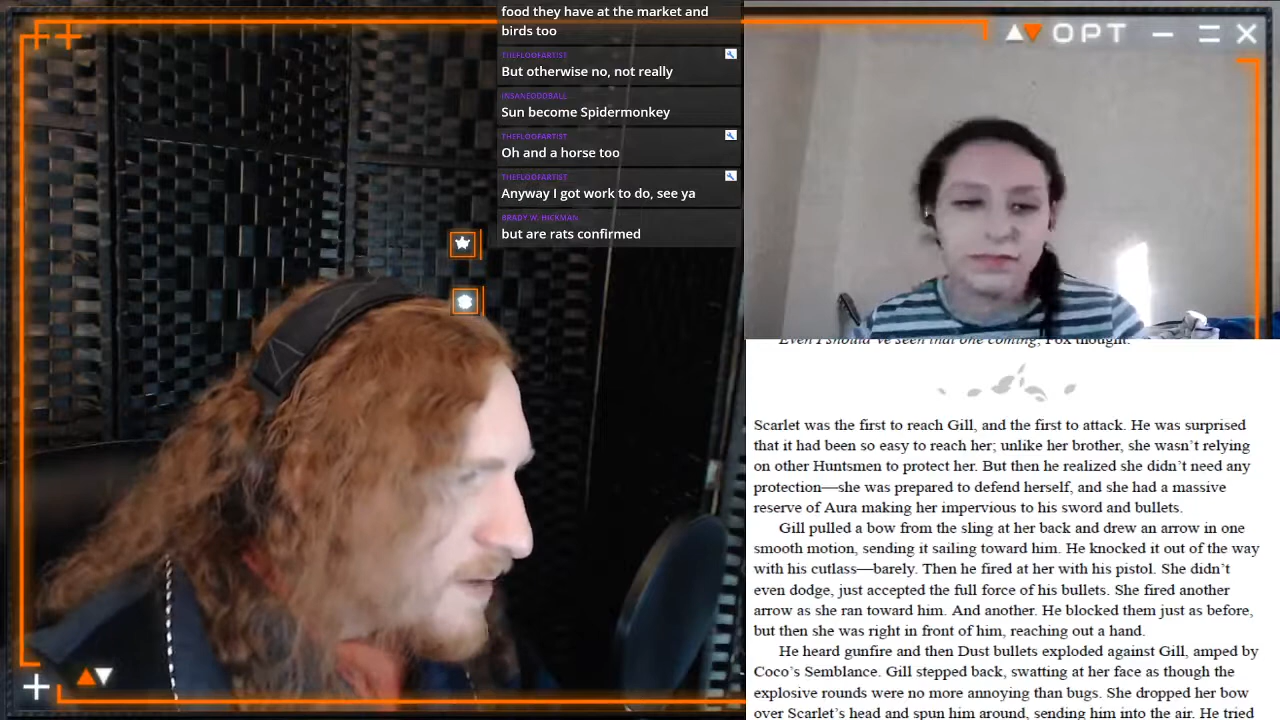 food they have at the market and
birds too
THEFLOOFARTIST
But otherwise no, not really
INSANEODDBALL
Sun become Spidermonkey
THEFLOOFARTIST
Oh and a horse too
THEFLOOFARTIST
Anyway I got work to do, see ya
BRADY W. HICKMAN
but are rats confirmed
OPT
Even I should've seen that one coming, Fox thought.
Scarlet was the first to reach Gill, and the first to attack. He was surprised
that it had been so easy to reach her; unlike her brother, she wasn't relying
on other Huntsmen to protect her. But then he realized she didn't need any
protection—she was prepared to defend herself, and she had a massive
reserve of Aura making her impervious to his sword and bullets.
Gill pulled a bow from the sling at her back and drew an arrow in one
smooth motion, sending it sailing toward him. He knocked it out of the way
with his cutlass—barely. Then he fired at her with his pistol. She didn't
even dodge, just accepted the full force of his bullets. She fired another
arrow as she ran toward him. And another. He blocked them just as before,
but then she was right in front of him, reaching out a hand.
He heard gunfire and then Dust bullets exploded against Gill, amped by
Coco's Semblance. Gill stepped back, swatting at her face as though the
explosive rounds were no more annoying than bugs. She dropped her bow
over Scarlet's head and spun him around, sending him into the air. He tried